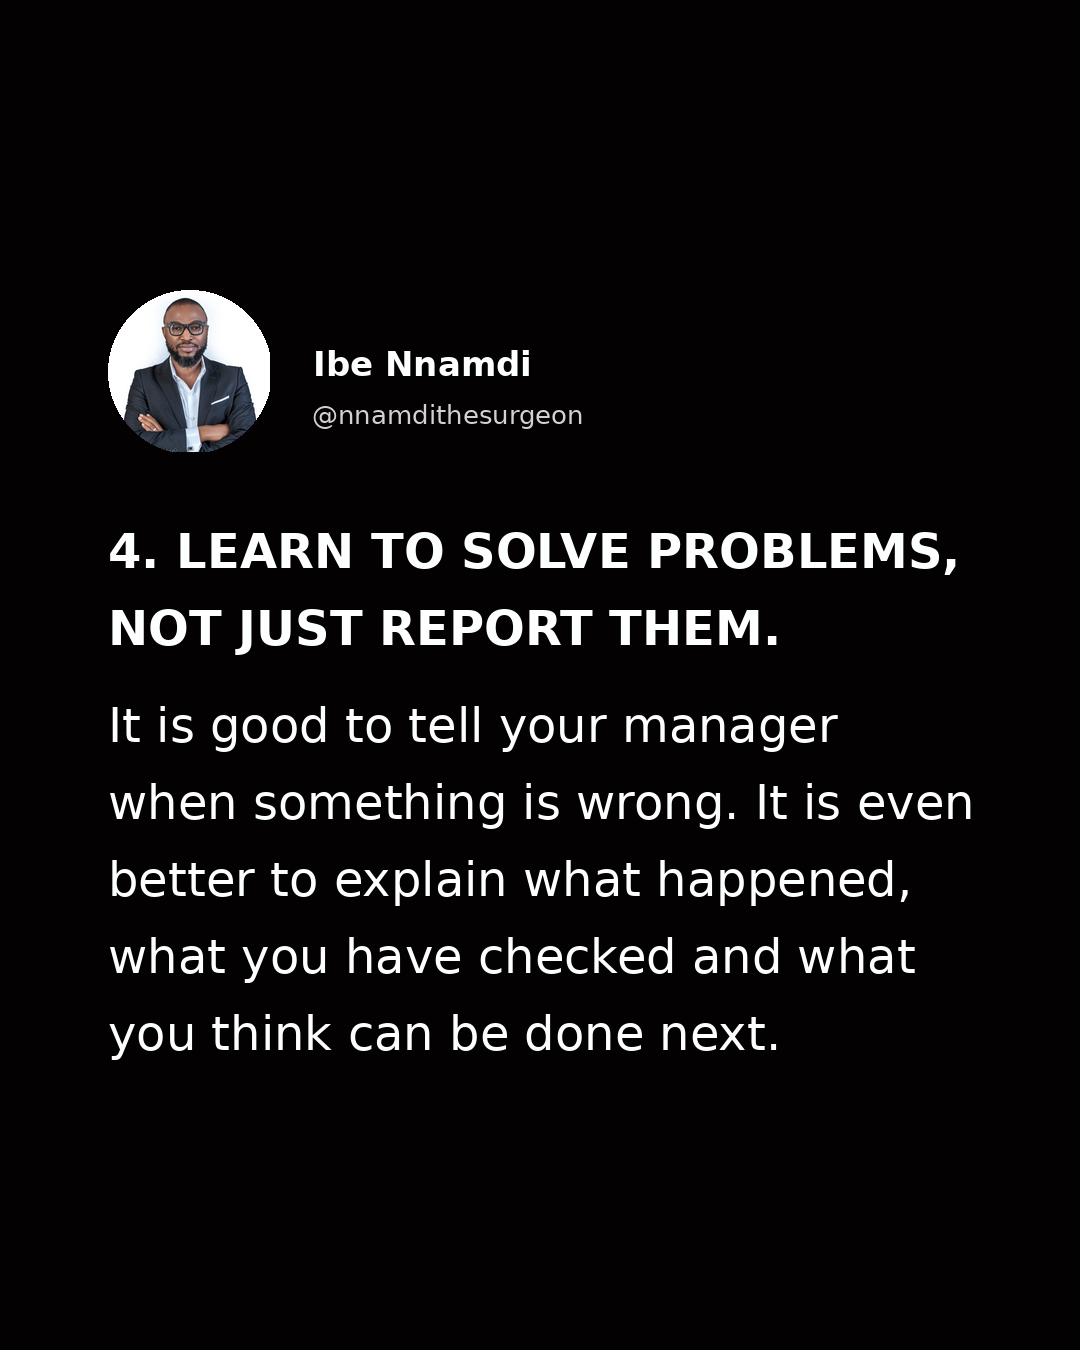 Ibe Nnamdi
@nnamdithesurgeon
4. LEARN TO SOLVE PROBLEMS,
NOT JUST REPORT THEM.
It is good to tell your manager
when something is wrong. It is even
better to explain what happened,
what you have checked and what
you think can be done next.